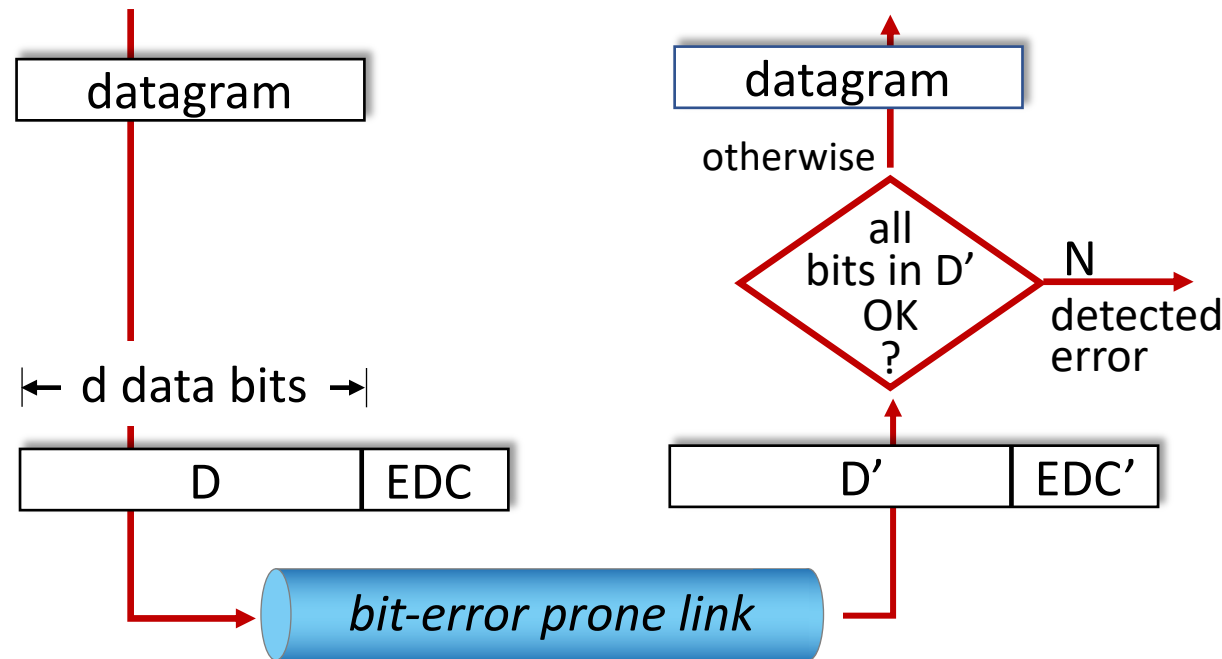 datagram
d data bits
D
EDC
bit-error prone link
datagram
otherwise
all
bits in D’
OK
?
N
detected
error
D’
EDC’